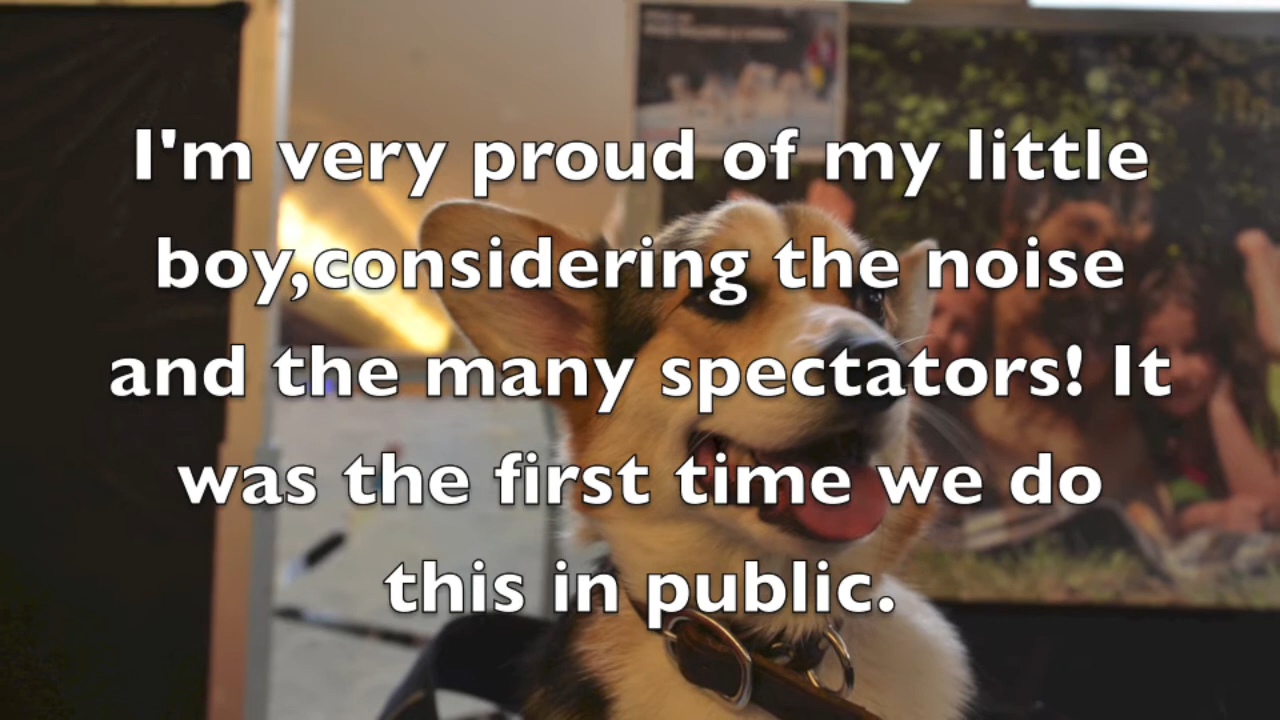 I'm very proud of my little
boy,considering the noise
and the many spectators! It
was the first time we do
this in public.